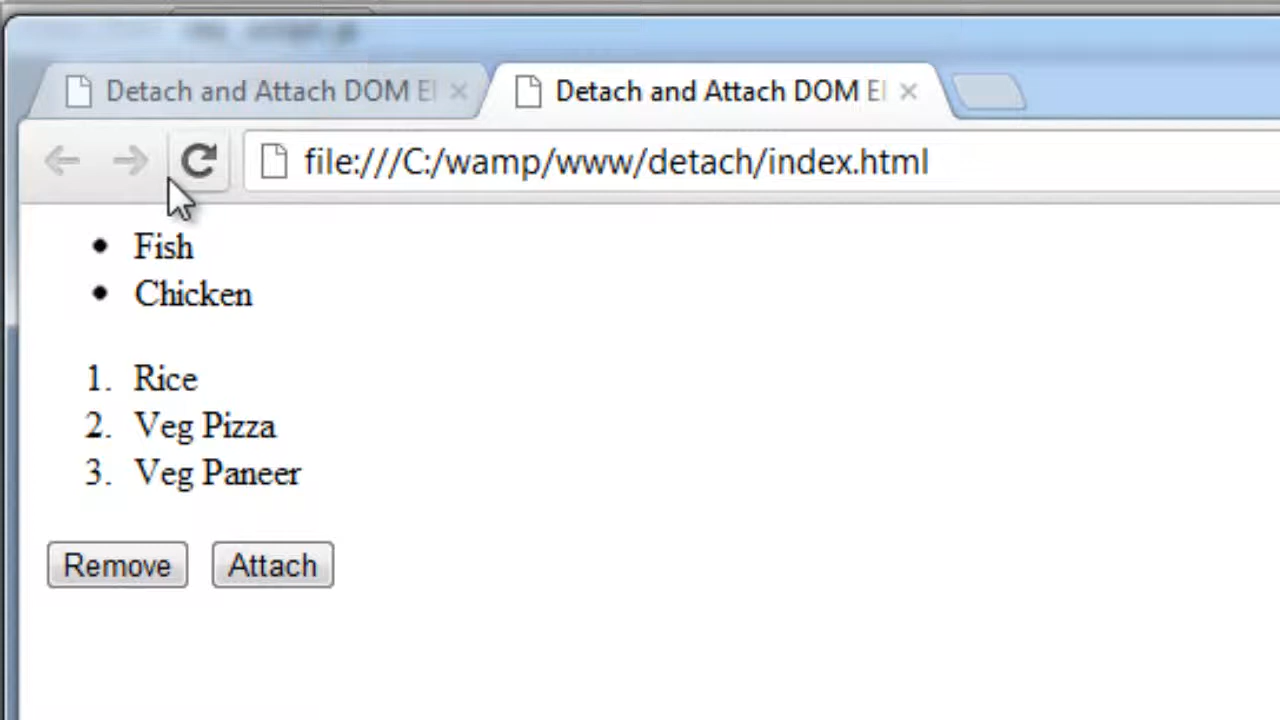 Detach and Attach DOM El
Detach and Attach DOM El
file:///C:/wamp/www/detach/index.html
• Fish
• Chicken
1. Rice
2. Veg Pizza
3. Veg Paneer
Remove Attach